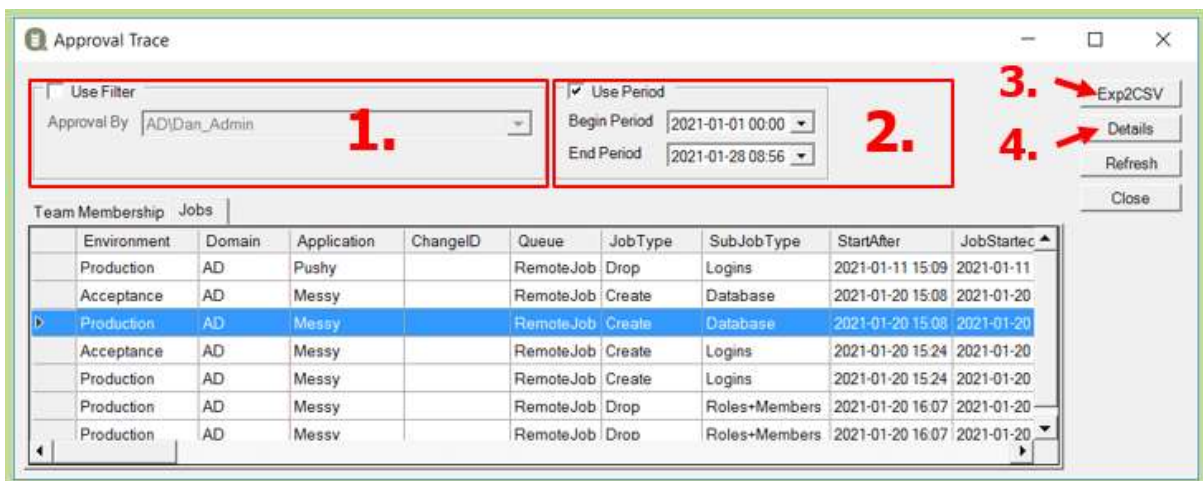 Approval Trace
Use Filter
Approval By AD\Dan_Admin
1.
Use Period
Begin Period 2021-01-01 00:00
End Period 2021-01-28 08:56
2.
3. Exp2CSV
4. Details
Refresh
Close
Team Membership Jobs
Environment Domain Application ChangeID Queue JobType SubJobType StartAfter JobStarted
Production AD Pushy RemoteJob Drop Logins 2021-01-11 15:09 2021-01-11
Acceptance AD Messy RemoteJob Create Database 2021-01-20 15:08 2021-01-20
Production AD Messy RemoteJob Create Database 2021-01-20 15:08 2021-01-20
Acceptance AD Messy RemoteJob Create Logins 2021-01-20 15:24 2021-01-20
Production AD Messy RemoteJob Create Logins 2021-01-20 15:24 2021-01-20
Production AD Messy RemoteJob Drop Roles+Members 2021-01-20 16:07 2021-01-20
Production AD Messy RemoteJob Drop Roles+Members 2021-01-20 16:07 2021-01-20